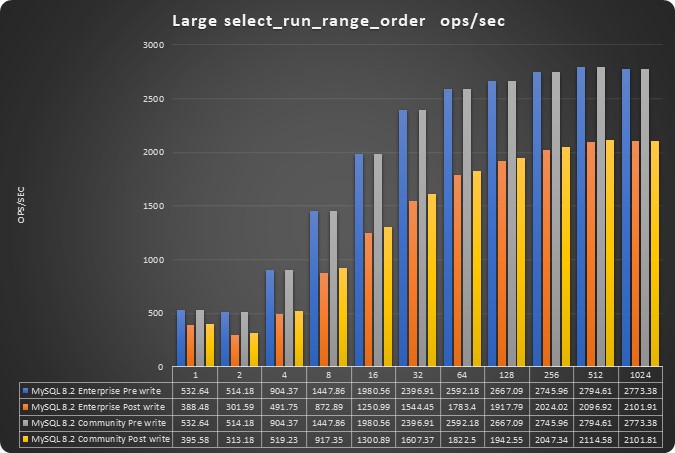 Large select_run_range_order ops/sec
3000
2500
2000
1500
1000
500
0
OPS/SEC
1 2 4 8 16 32 64 128 256 512 1024
MySQL 8.2 Enterprise Pre write 532.64 514.18 904.37 1447.86 1980.56 2396.91 2592.18 2667.09 2745.96 2794.61 2773.38
MySQL 8.2 Enterprise Post write 388.48 301.59 491.75 872.89 1250.99 1544.45 1783.4 1917.79 2024.02 2096.92 2101.91
MySQL 8.2 Community Pre write 532.64 514.18 904.37 1447.86 1980.56 2396.91 2592.18 2667.09 2745.96 2794.61 2773.38
MySQL 8.2 Community Post write 395.58 313.18 519.23 917.35 1300.89 1607.37 1822.5 1942.55 2047.34 2114.58 2101.81